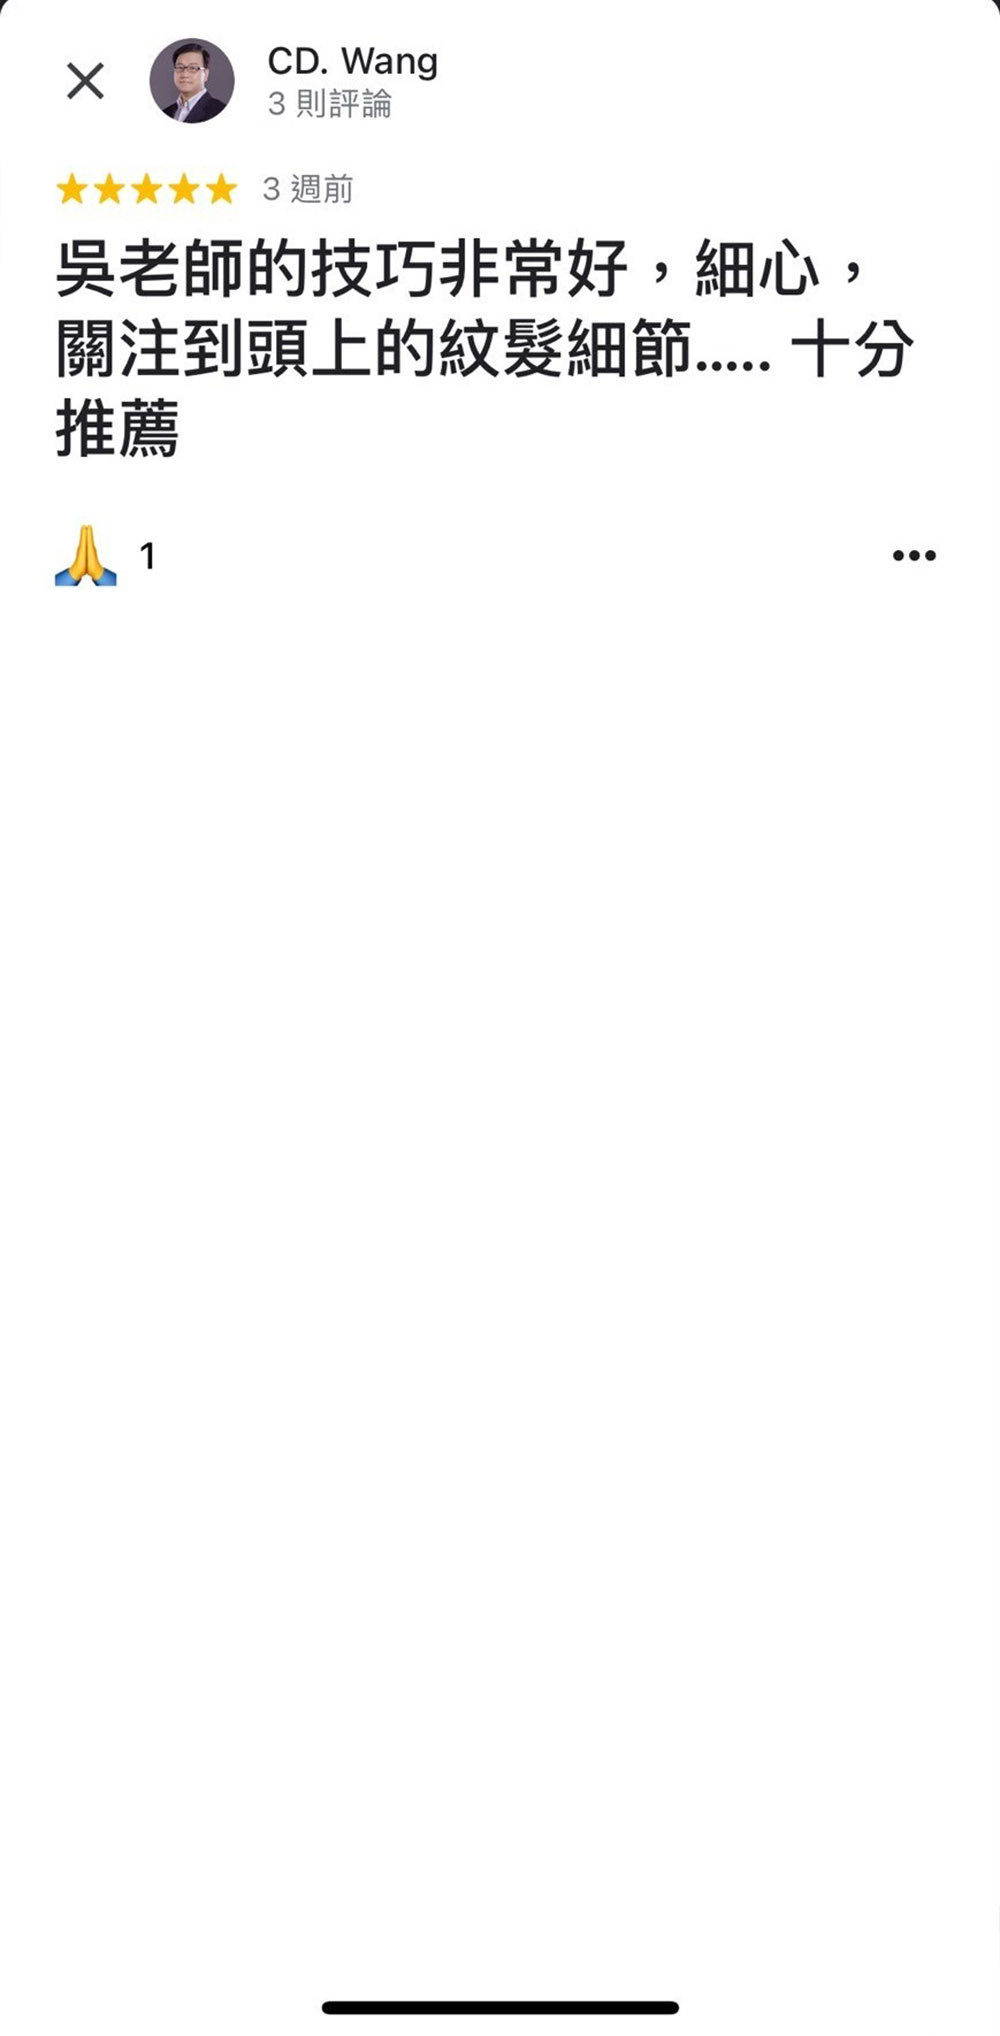 CD. Wang
3 則評論
3 週前
吳老師的技巧非常好，細心，
關注到頭上的紋髮細節..... 十分
推薦
1